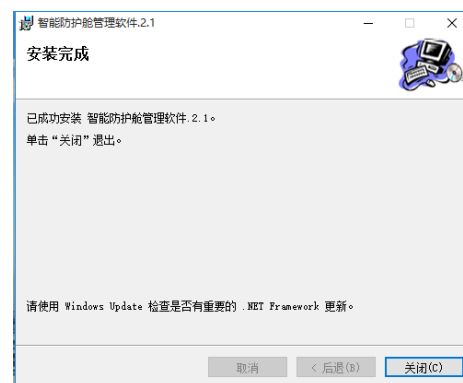 智能防护舱管理软件.2.1
安装完成
已成功安装 智能防护舱管理软件.2.1。
单击“关闭”退出。
请使用 Windows Update 检查是否有重要的 .NET Framework 更新。
取消 < 后退(B) 关闭(C)